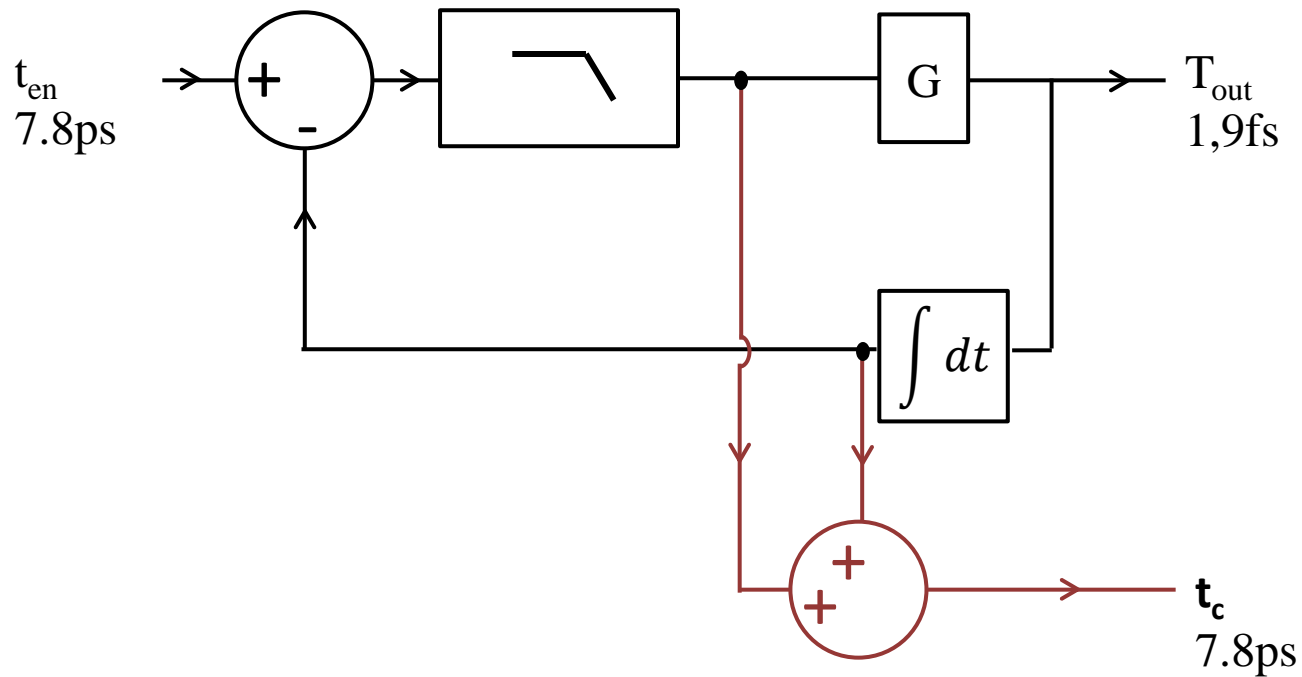 +
-
t_en
7.8ps
G
T_out
1,9fs
∫ dt
+
+
t_c
7.8ps